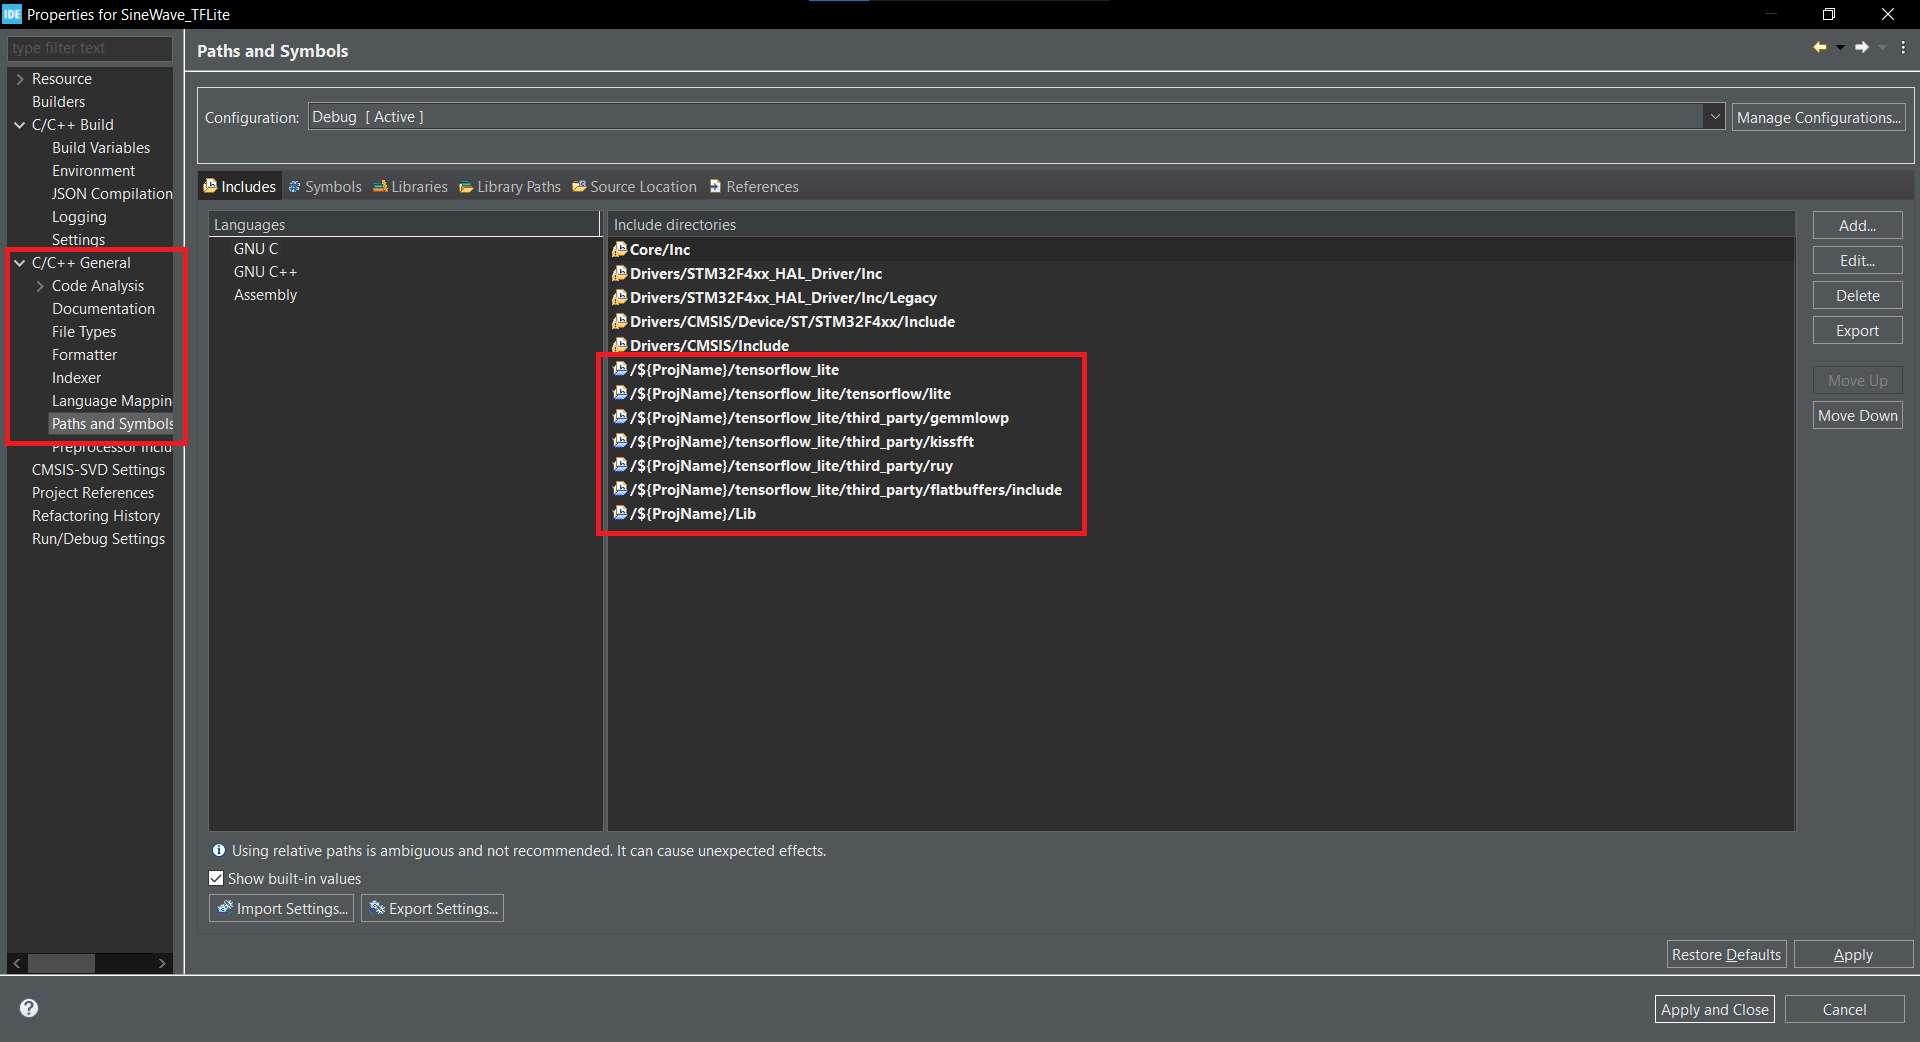 IDE Properties for SineWave_TFLite
type filter text
Paths and Symbols
Resource
Builders
C/C++ Build
Build Variables
Environment
JSON Compilation
Logging
Settings
C/C++ General
Code Analysis
Documentation
File Types
Formatter
Indexer
Language Mappin
Paths and Symbols
Preprocessor Inclu
CMSIS-SVD Settings
Project References
Refactoring History
Run/Debug Settings
Configuration:
Debug [ Active ]
Manage Configurations...
Includes
Symbols
Libraries
Library Paths
Source Location
References
Languages
GNU C
GNU C++
Assembly
Include directories
Core/Inc
Drivers/STM32F4xx_HAL_Driver/Inc
Drivers/STM32F4xx_HAL_Driver/Inc/Legacy
Drivers/CMSIS/Device/ST/STM32F4xx/Include
Drivers/CMSIS/Include
/${ProjName}/tensorflow_lite
/${ProjName}/tensorflow_lite/tensorflow/lite
/${ProjName}/tensorflow_lite/third_party/gemmlowp
/${ProjName}/tensorflow_lite/third_party/kissfft
/${ProjName}/tensorflow_lite/third_party/ruy
/${ProjName}/tensorflow_lite/third_party/flatbuffers/include
/${ProjName}/Lib
Add...
Edit...
Delete
Export
Move Up
Move Down
Using relative paths is ambiguous and not recommended. It can cause unexpected effects.
Show built-in values
Import Settings...
Export Settings...
Restore Defaults
Apply
Apply and Close
Cancel